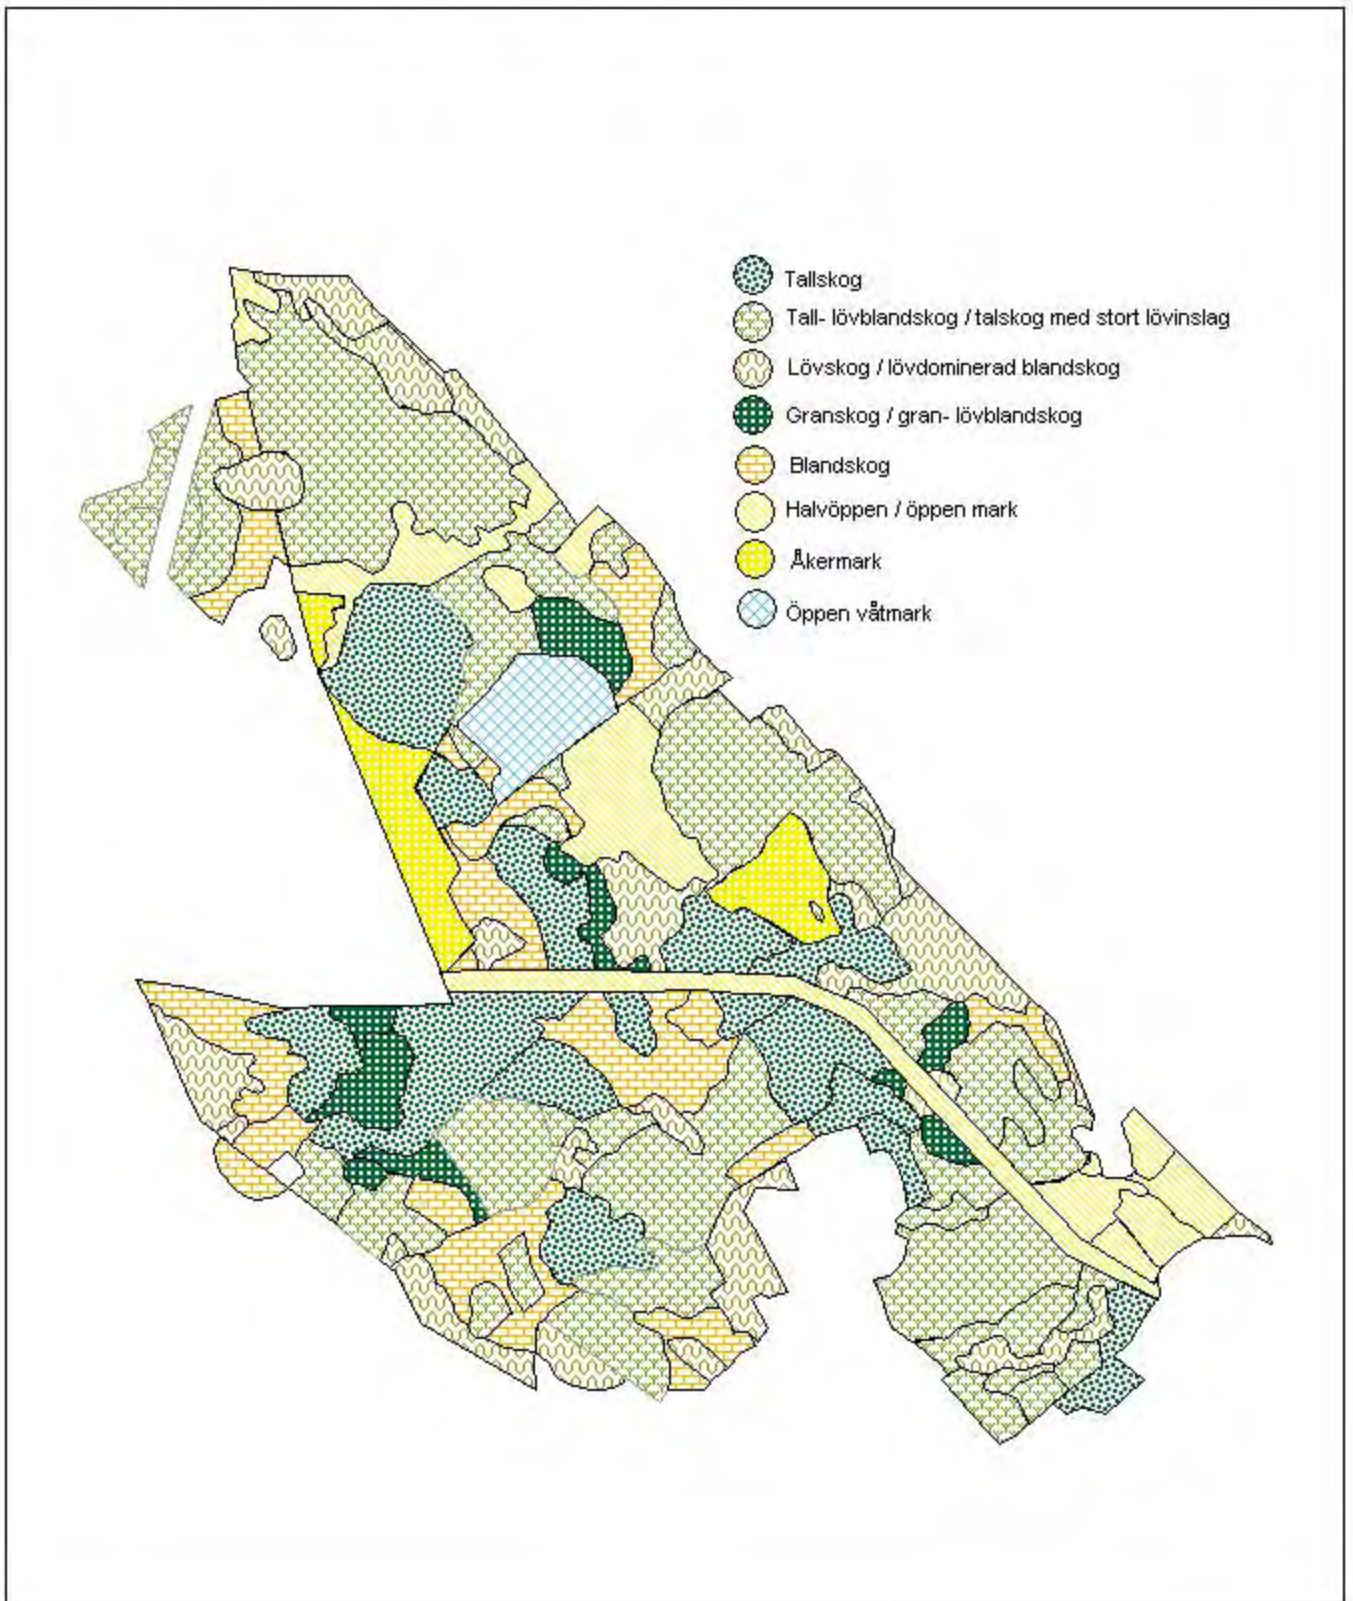 Tallskog
Tall- lövblandskog / talskog med stort lövinslag
Lövskog / lövdominerad blandskog
Granskog / gran- lövblandskog
Blandskog
Halvöppen / öppen mark
Åkermark
Öppen våtmark